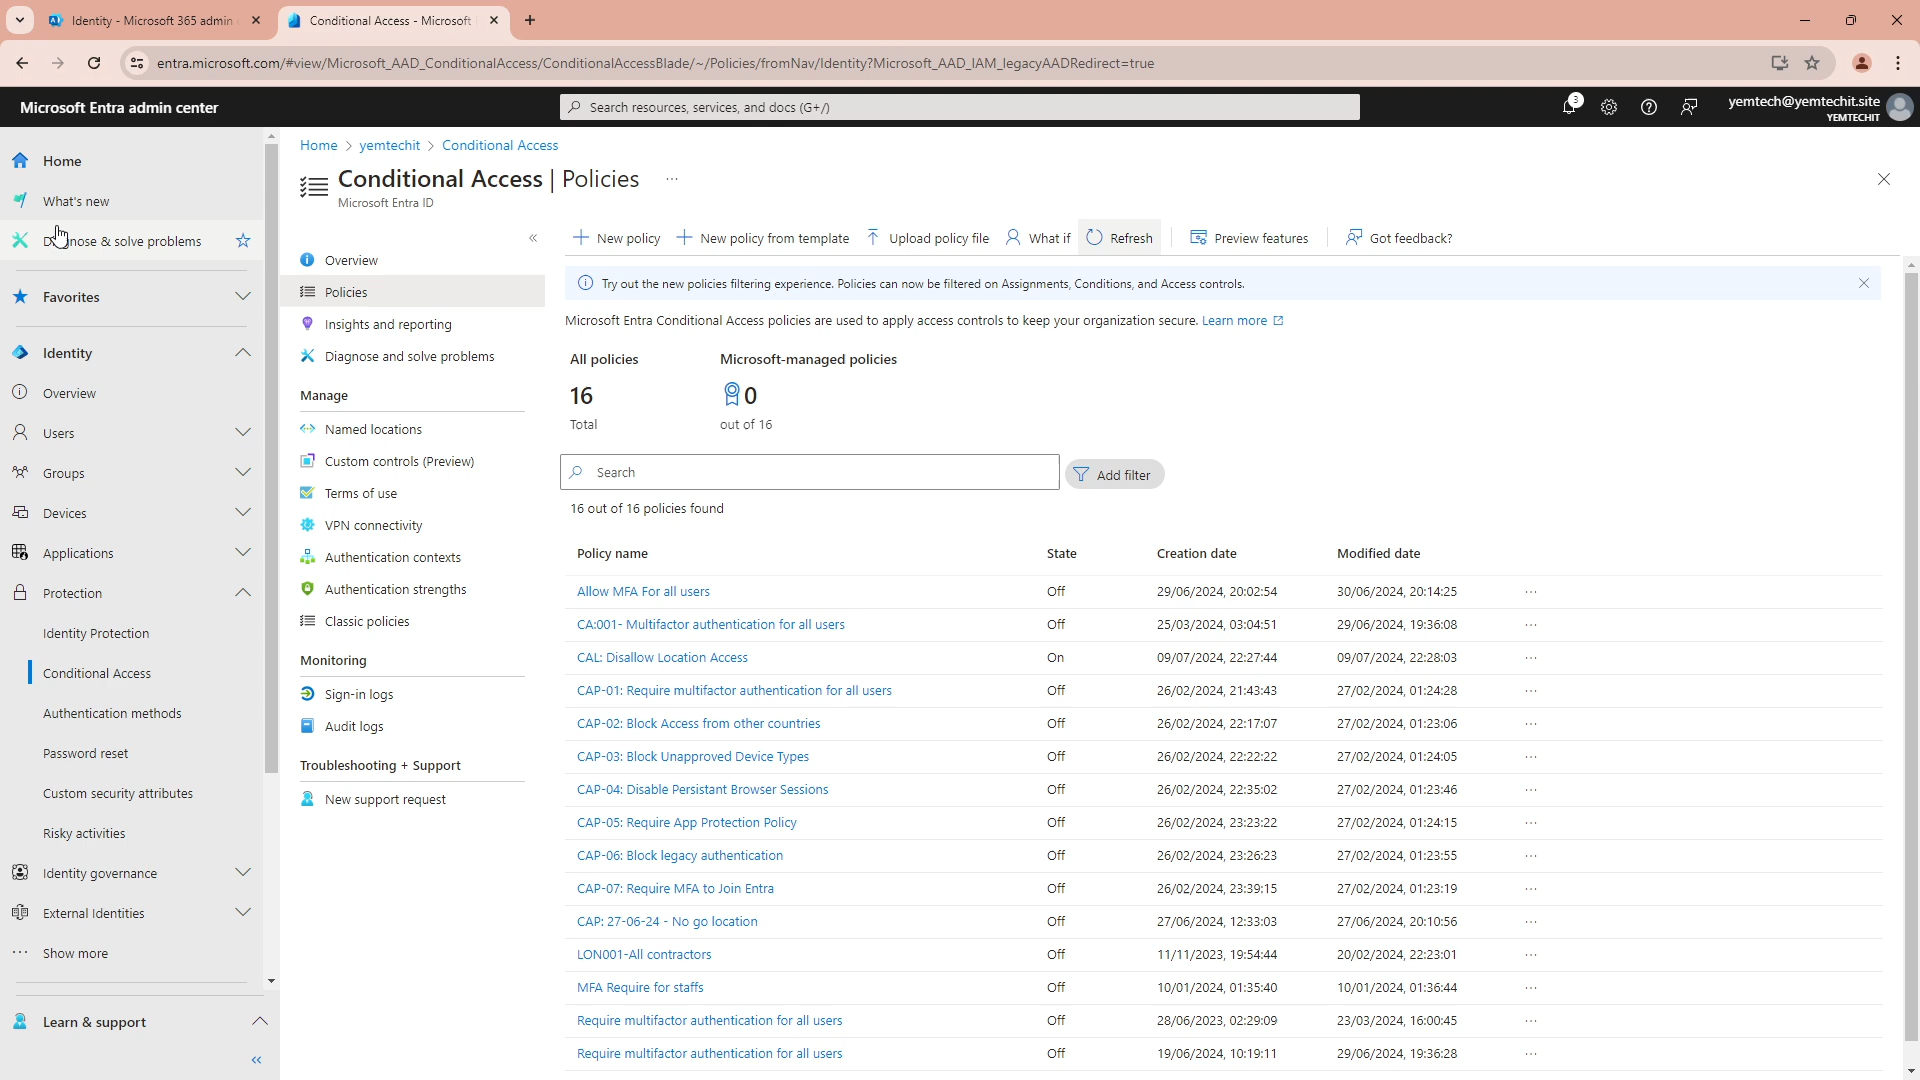 Identity - Microsoft 365 admin
Conditional Access - Microsoft
entra.microsoft.com/#view/Microsoft_AAD_ConditionalAccess/ConditionalAccessBlade/~/Policies/fromNav/Identity?Microsoft_AAD_IAM_legacyAADRedirect=true
Microsoft Entra admin center
Search resources, services, and docs (G+/)
3
yemtech@yemtechit.site
YEMTECHIT
Home
What's new
Diagnose & solve problems
Favorites
Identity
Overview
Users
Groups
Devices
Applications
Protection
Identity Protection
Conditional Access
Authentication methods
Password reset
Custom security attributes
Risky activities
Identity governance
External Identities
Show more
Learn & support
Home > yemtechit > Conditional Access
Conditional Access | Policies
Microsoft Entra ID
Overview
Policies
Insights and reporting
Diagnose and solve problems
Manage
Named locations
Custom controls (Preview)
Terms of use
VPN connectivity
Authentication contexts
Authentication strengths
Classic policies
Monitoring
Sign-in logs
Audit logs
Troubleshooting + Support
New support request
New policy New policy from template Upload policy file What if Refresh Preview features Got feedback?
Try out the new policies filtering experience. Policies can now be filtered on Assignments, Conditions, and Access controls.
Microsoft Entra Conditional Access policies are used to apply access controls to keep your organization secure. Learn more
All policies Microsoft-managed policies
16 0
Total out of 16
Search
Add filter
16 out of 16 policies found
Policy name State Creation date Modified date
Allow MFA For all users Off 29/06/2024, 20:02:54 30/06/2024, 20:14:25
CA:001- Multifactor authentication for all users Off 25/03/2024, 03:04:51 29/06/2024, 19:36:08
CAL: Disallow Location Access On 09/07/2024, 22:27:44 09/07/2024, 22:28:03
CAP-01: Require multifactor authentication for all users Off 26/02/2024, 21:43:43 27/02/2024, 01:24:28
CAP-02: Block Access from other countries Off 26/02/2024, 22:17:07 27/02/2024, 01:23:06
CAP-03: Block Unapproved Device Types Off 26/02/2024, 22:22:22 27/02/2024, 01:24:05
CAP-04: Disable Persistant Browser Sessions Off 26/02/2024, 22:35:02 27/02/2024, 01:23:46
CAP-05: Require App Protection Policy Off 26/02/2024, 23:23:22 27/02/2024, 01:24:15
CAP-06: Block legacy authentication Off 26/02/2024, 23:26:23 27/02/2024, 01:23:55
CAP-07: Require MFA to Join Entra Off 26/02/2024, 23:39:15 27/02/2024, 01:23:19
CAP: 27-06-24 - No go location Off 27/06/2024, 12:33:03 27/06/2024, 20:10:56
LON001-All contractors Off 11/11/2023, 19:54:44 20/02/2024, 22:23:01
MFA Require for staffs Off 10/01/2024, 01:35:40 10/01/2024, 01:36:44
Require multifactor authentication for all users Off 28/06/2023, 02:29:09 23/03/2024, 16:00:45
Require multifactor authentication for all users Off 19/06/2024, 10:19:11 29/06/2024, 19:36:28